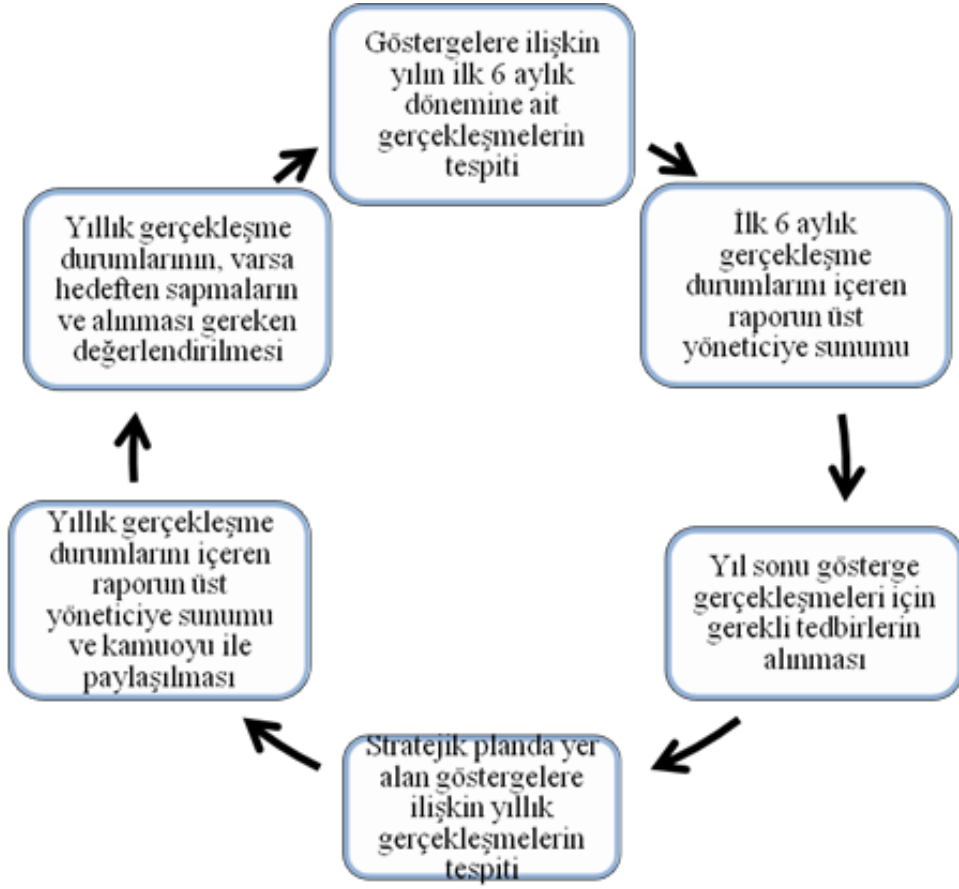 Göstergelere ilişkin
yılın ilk 6 aylık
dönemine ait
gerçekleşmelerin
tespiti
İlk 6 aylık
gerçekleşme
durumlarını içeren
raporun üst
yöneticiye sunumu
Yıl sonu gösterge
gerçekleşmeleri için
gerekli tedbirlerin
alınması
Stratejik planda yer
alan göstergelere
ilişkin yıllık
gerçekleşmelerin
tespiti
Yıllık gerçekleşme
durumlarını içeren
raporun üst
yöneticiye sunumu
ve kamuoyu ile
paylaşılması
Yıllık gerçekleşme
durumlarının, varsa
hedeften sapmaların
ve alınması gereken
değerlendirilmesi